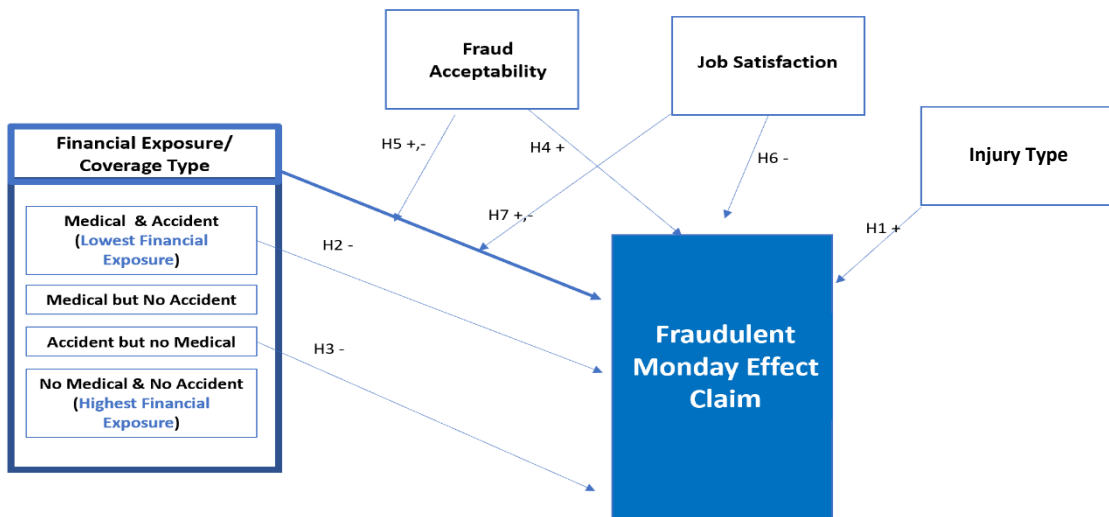 Fraud
Acceptability
Job Satisfaction
Injury Type
Financial Exposure/
Coverage Type
H5 +,-
H4 +
H6 -
H7 +,-
H1 +
Medical & Accident
(Lowest Financial
Exposure)
H2 -
Medical but No Accident
Accident but no Medical
H3 -
No Medical & No Accident
(Highest Financial
Exposure)
Fraudulent
Monday Effect
Claim